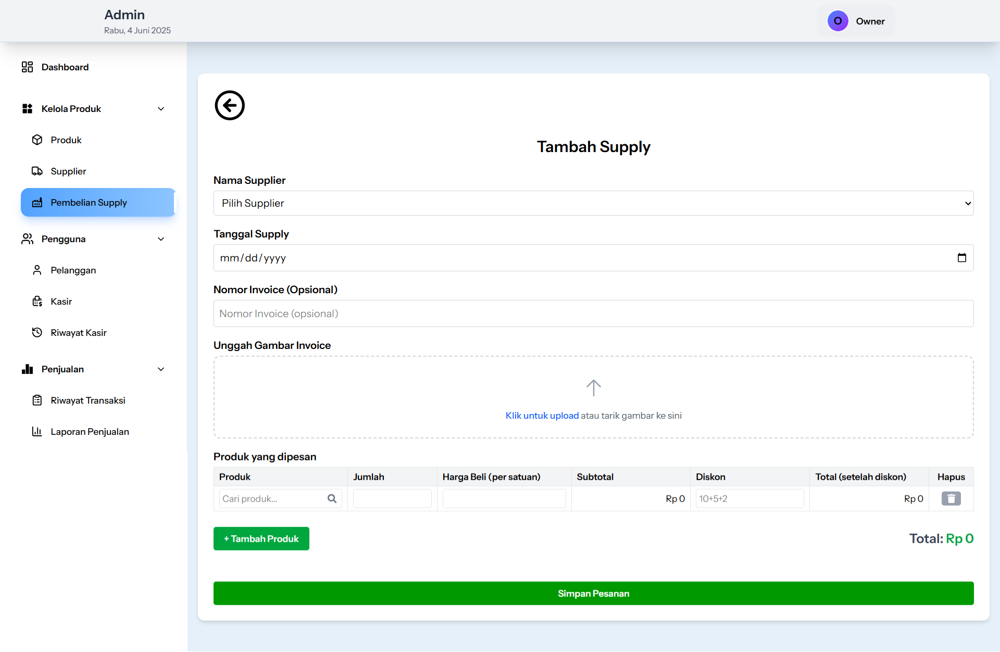 Admin
Rabu, 4 Juni 2025
O
Owner
Dashboard
Kelola Produk
Produk
Supplier
Pembelian Supply
Pengguna
Pelanggan
Kasir
Riwayat Kasir
Penjualan
Riwayat Transaksi
Laporan Penjualan
Tambah Supply
Nama Supplier
Pilih Supplier
Tanggal Supply
mm/dd/yyyy
Nomor Invoice (Opsional)
Nomor Invoice (opsional)
Unggah Gambar Invoice
Klik untuk upload atau tarik gambar ke sini
Produk yang dipesan
Produk Jumlah Harga Beli (per satuan) Subtotal Diskon Total (setelah diskon) Hapus
Cari produk... Rp 0 10+5+2 Rp 0
+ Tambah Produk
Total: Rp 0
Simpan Pesanan